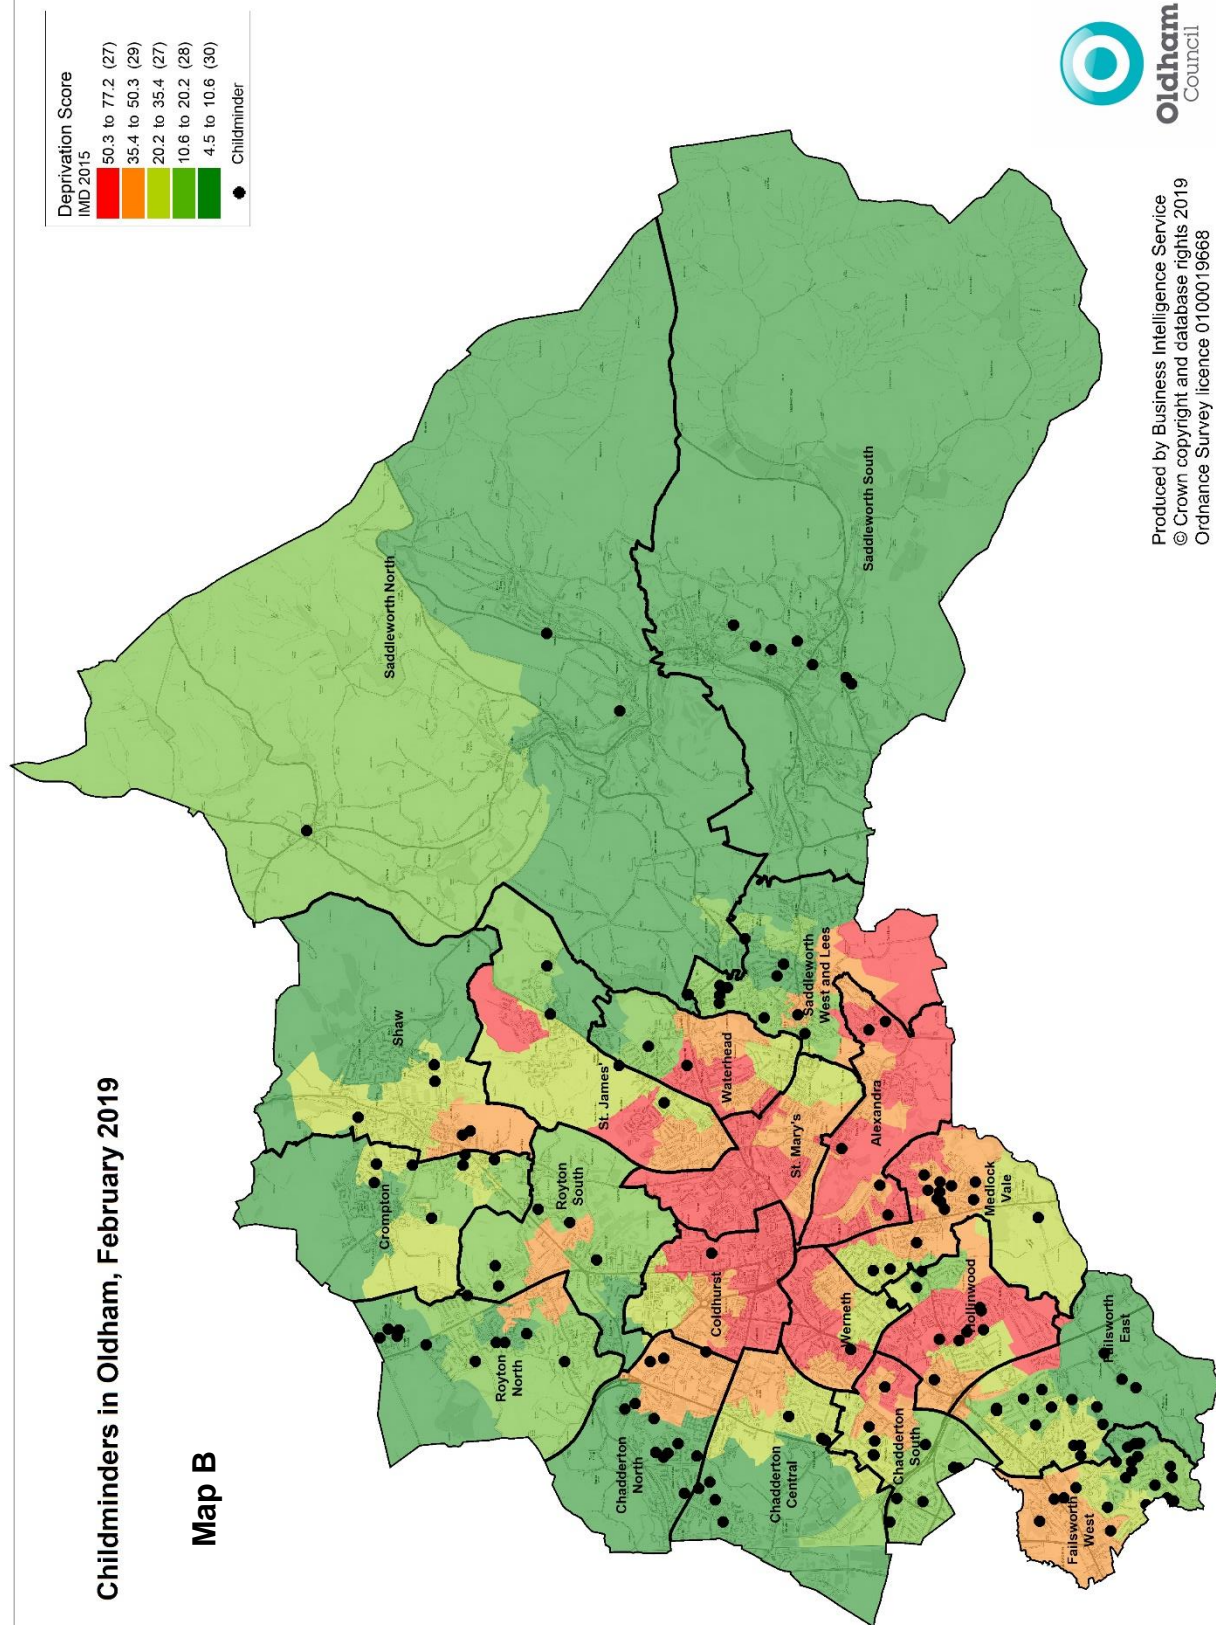 Childminders in Oldham, February 2019
Map B
Deprivation Score
IMD 2015
50.3 to 77.2 (27)
35.4 to 50.3 (29)
20.2 to 35.4 (27)
10.6 to 20.2 (28)
4.5 to 10.6 (30)
Childminder
Saddleworth North
Shaw
Crompton
Royton
North
Royton
South
St. James'
Chadderton
North
Coldhurst
Waterhead
St. Mary's
Saddleworth
West and Lees
Saddleworth South
Chadderton
Central
Werneth
Alexandra
Chadderton
South
Hollinwood
Medlock
Vale
Failsworth
West
Failsworth
East
Oldham
Council
Produced by Business Intelligence Service
© Crown copyright and database rights 2019
Ordnance Survey licence 0100019668